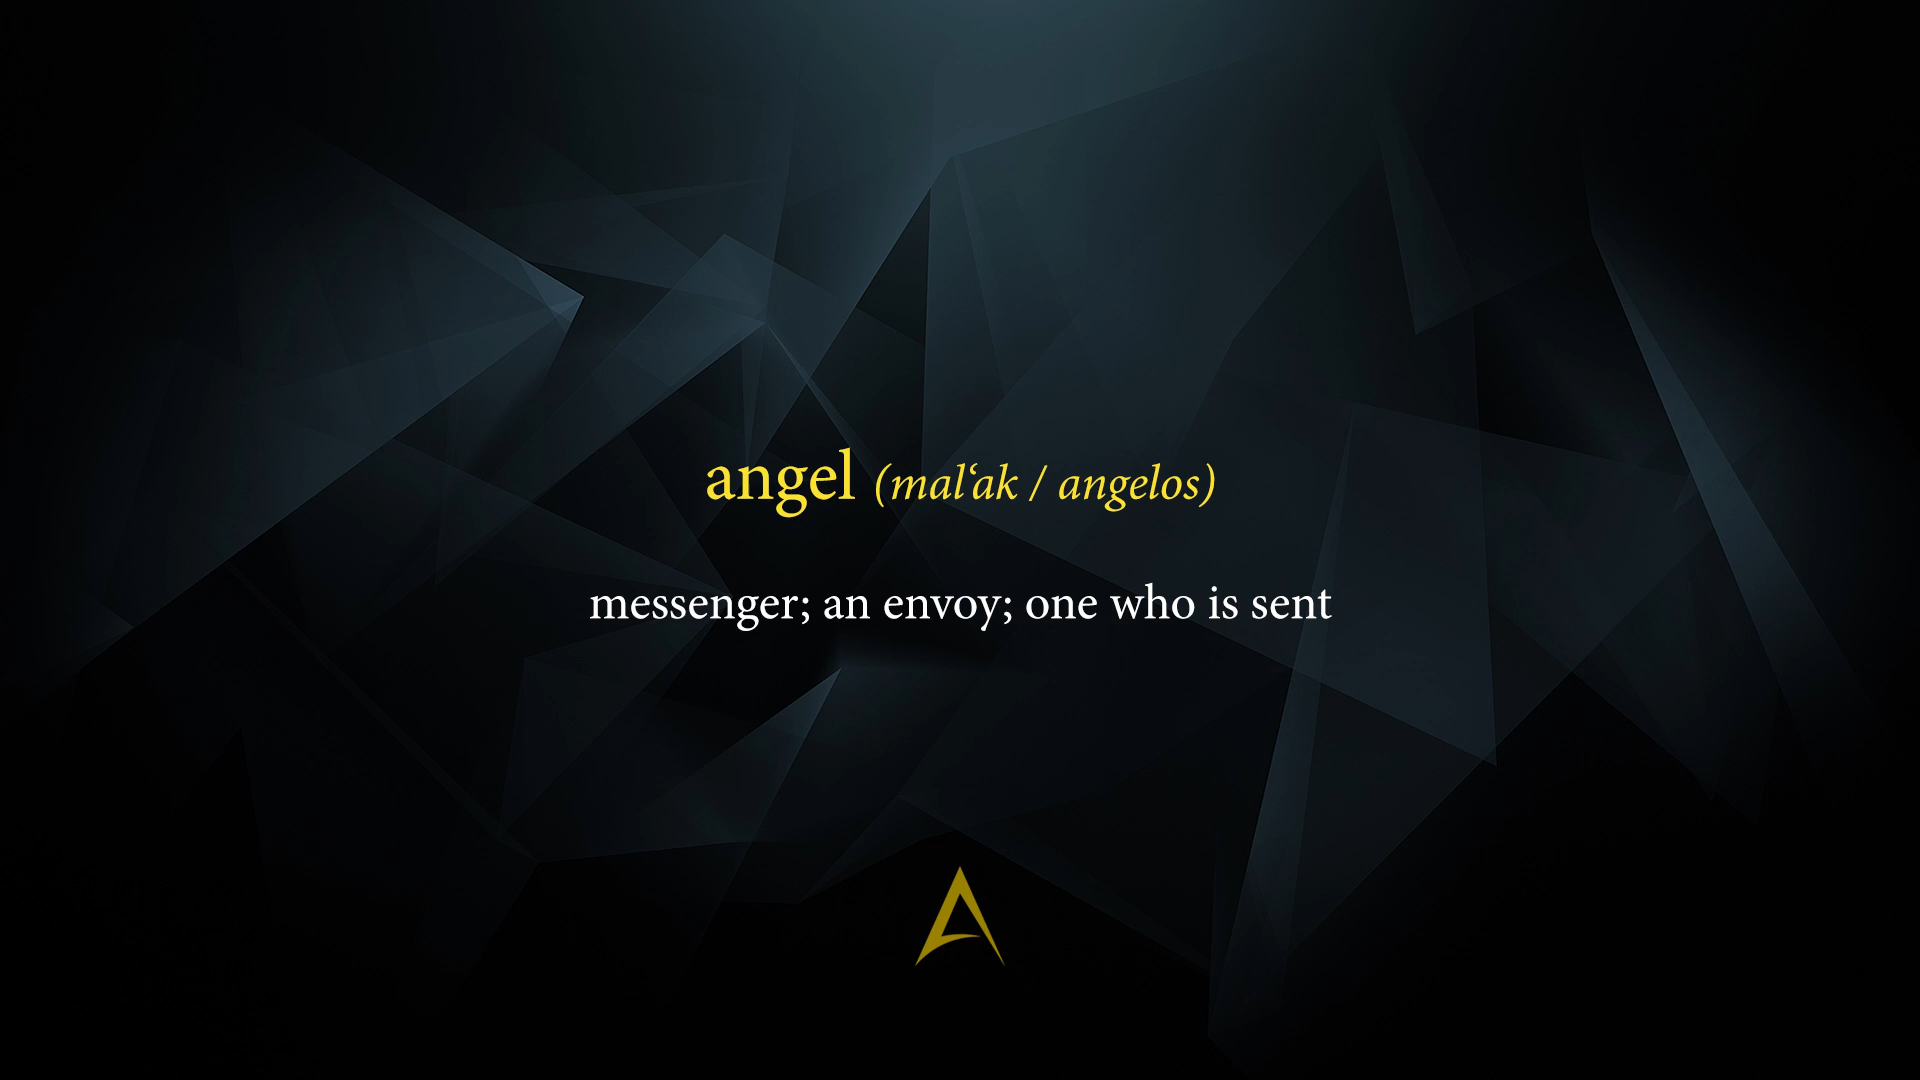 angel (mal‘ak / angelos)
messenger; an envoy; one who is sent